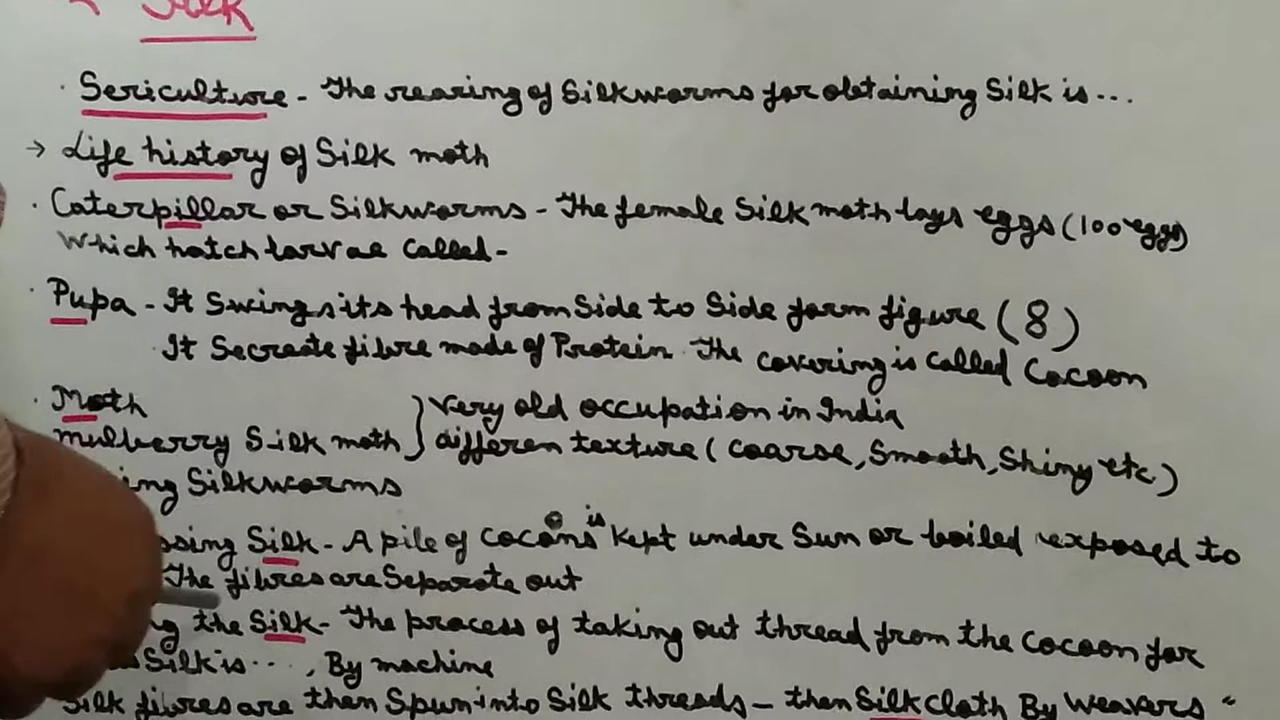 Silk
· Sericulture - The rearing of Silkworms for obtaining Silk is...
→ Life history of Silk moth
· Caterpillar or Silkworms - The female Silk moth lays eggs (100 eggs)
Which hatch larvae called-
· Pupa - It Swings its head from Side to Side form figure (8)
It Secreate fibre made of Protein. The covering is called Cocoon
· Moth } Very old occupation in India
mulberry Silk moth } differen texture (Coarse, Smooth, Shiny etc)
Silkworms
Silk - A pile of Cocoons is kept under Sun or boiled exposed to
The fibres are Separate out
the Silk - The process of taking out thread from the Cocoon for
Silk is..., By machine
Silk fibres are then Spun into Silk threads - then Silk cloth By Weavers "